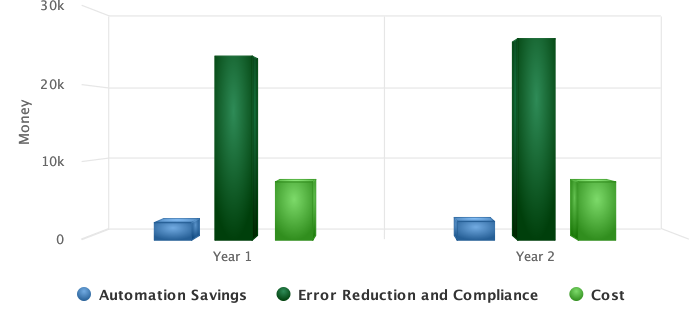 30k
20k
Money
10k
0
Year 1 Year 2
Automation Savings Error Reduction and Compliance Cost